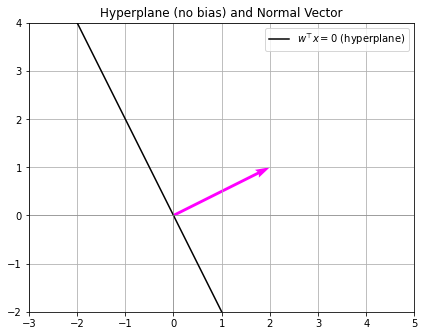 Hyperplane (no bias) and Normal Vector
w⊤x = 0 (hyperplane)
4
3
2
1
0
−1
−2
−3 −2 −1 0 1 2 3 4 5